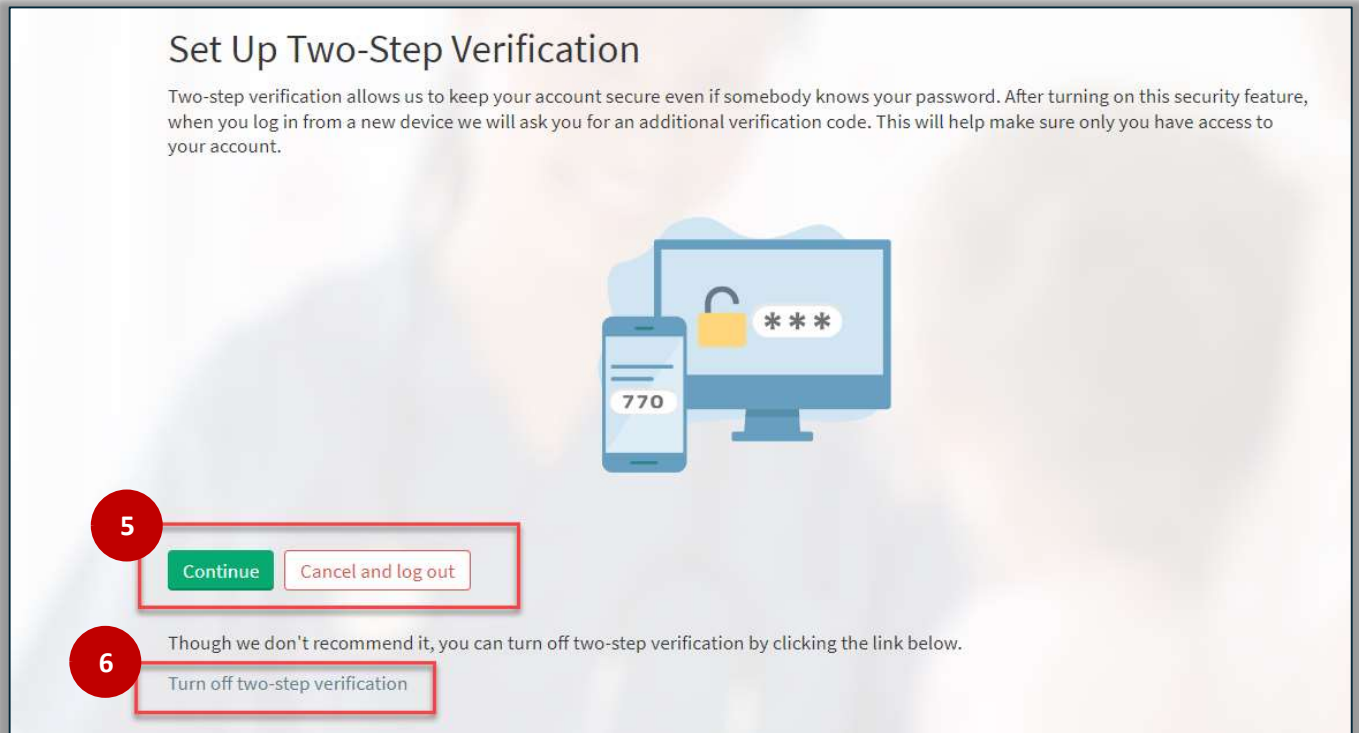 Set Up Two-Step Verification
Two-step verification allows us to keep your account secure even if somebody knows your password. After turning on this security feature,
when you log in from a new device we will ask you for an additional verification code. This will help make sure only you have access to
your account.
***
770
5
Continue
Cancel and log out
Though we don't recommend it, you can turn off two-step verification by clicking the link below.
6
Turn off two-step verification